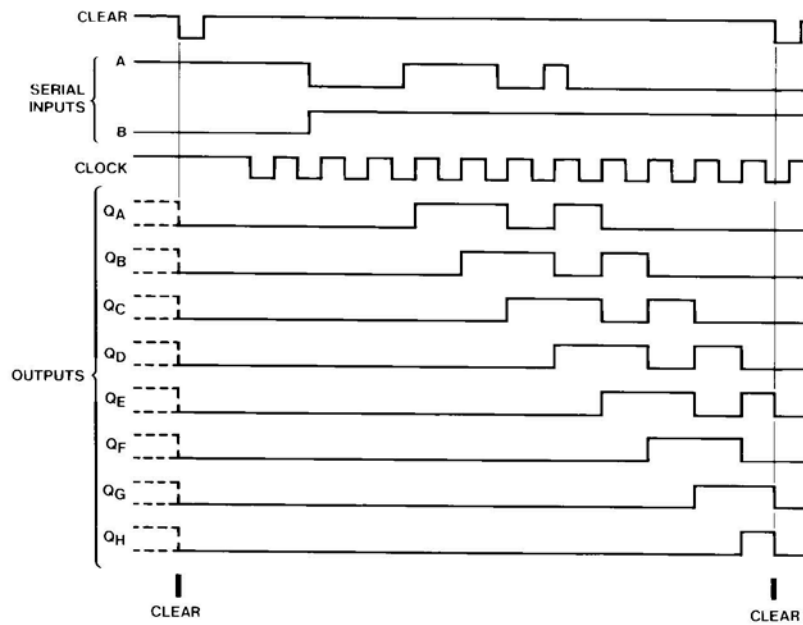 CLEAR
A
SERIAL
INPUTS
B
CLOCK
QA
QB
QC
QD
OUTPUTS
QE
QF
QG
QH
CLEAR
CLEAR